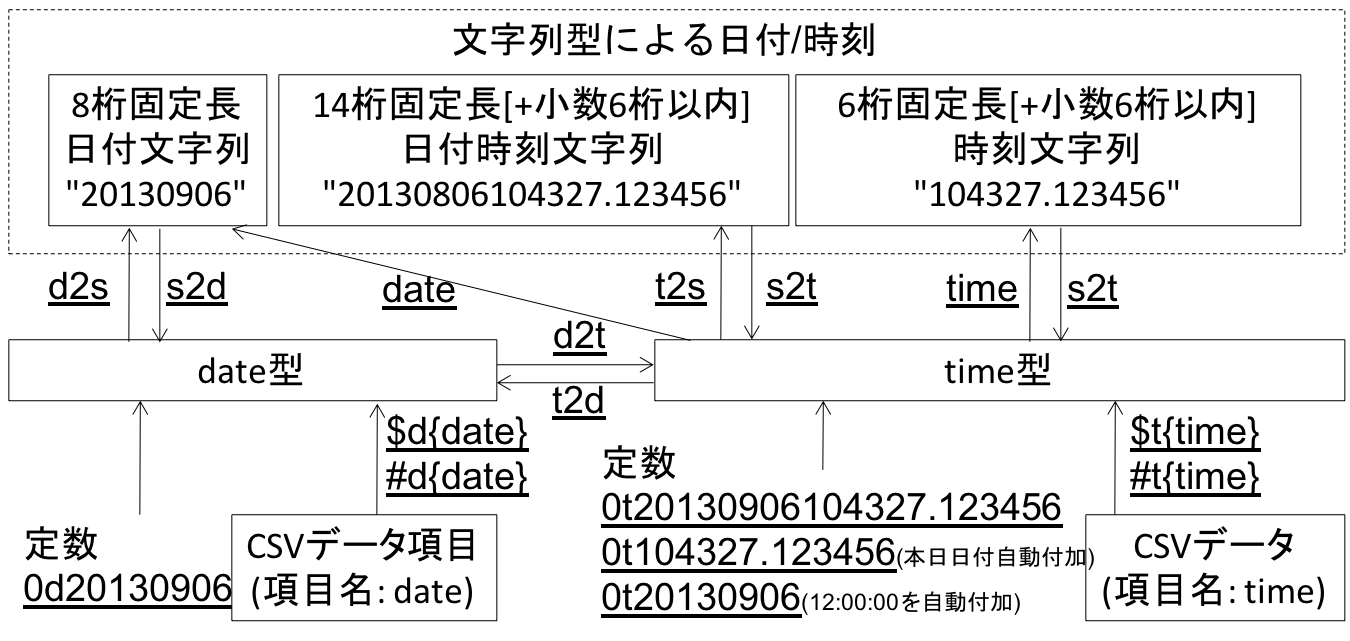 文字列型による日付/時刻
8桁固定長
日付文字列
"20130906"
14桁固定長[+小数6桁以内]
日付時刻文字列
"20130806104327.123456"
6桁固定長[+小数6桁以内]
時刻文字列
"104327.123456"
d2s
s2d
date
t2s
s2t
time
s2t
date型
d2t
t2d
time型
$d{date}
#d{date}
定数
0d20130906
CSVデータ項目
(項目名: date)
定数
0t20130906104327.123456
0t104327.123456(本日日付自動付加)
0t20130906(12:00:00を自動付加)
$t{time}
#t{time}
CSVデータ
(項目名: time)